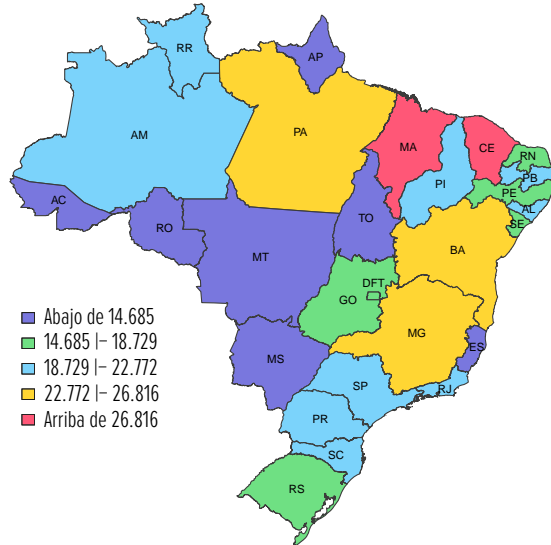 RR
AP
AM
PA
MA
CE
RN
PB
PI
PE
AL
SE
AC
RO
TO
BA
MT
DFT
GO
MG
MS
ES
SP
RJ
PR
SC
RS
Abajo de 14.685
14.685 |– 18.729
18.729 |– 22.772
22.772 |– 26.816
Arriba de 26.816